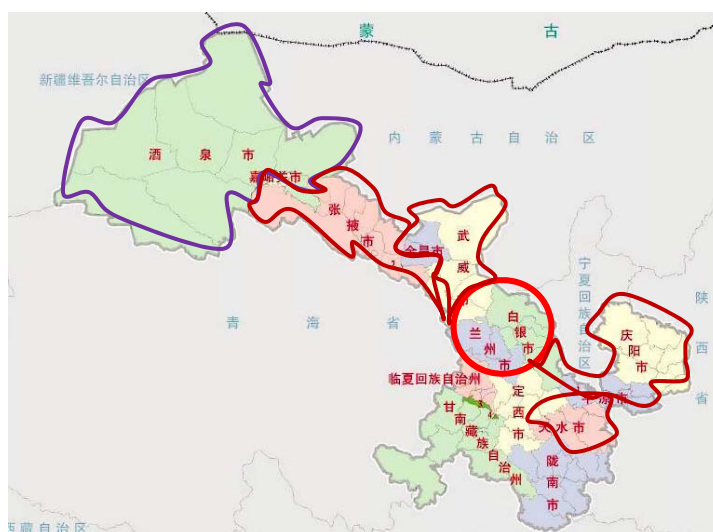 蒙古
新疆维吾尔自治区
内蒙古自治区
酒泉市
嘉峪关市
张掖市
金昌市
武威市
宁夏回族自治区
陕西省
青海省
白银市
兰州市
庆阳市
临夏回族自治州
定西市
平凉市
天水市
甘南藏族自治州
陇南市
西藏自治区